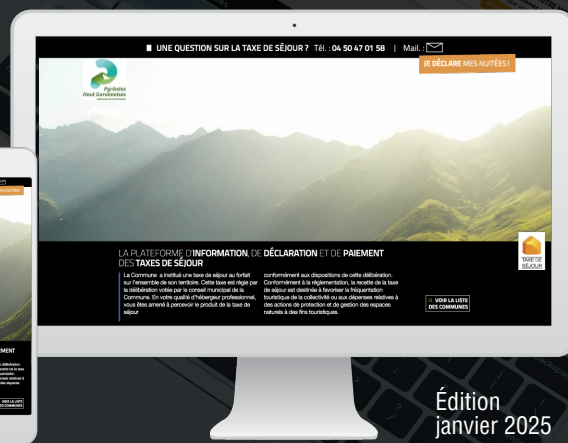 UNE QUESTION SUR LA TAXE DE SÉJOUR ? Tél. : 04 50 47 01 58 | Mail. :
JE DÉCLARE MES NUITÉES !
Pyrénées
Haut Garonnaises
LA PLATEFORME D'INFORMATION, DE DÉCLARATION ET DE PAIEMENT
DES TAXES DE SÉJOUR
La Commune a institué une taxe de séjour au forfait
sur l'ensemble de son territoire. Cette taxe est régie par
la délibération votée par le conseil municipal de la
Commune. En votre qualité d'hébergeur professionnel,
vous êtes amené à percevoir le produit de la taxe de
séjour
conformément aux dispositions de cette délibération.
Conformément à la réglementation, la recette de la taxe
de séjour est destinée à favoriser la fréquentation
touristique de la collectivité ou aux dépenses relatives à
des actions de protection et de gestion des espaces
naturels à des fins touristiques.
TAXE DE
SÉJOUR
VOIR LA LISTE
DES COMMUNES
Édition
janvier 2025